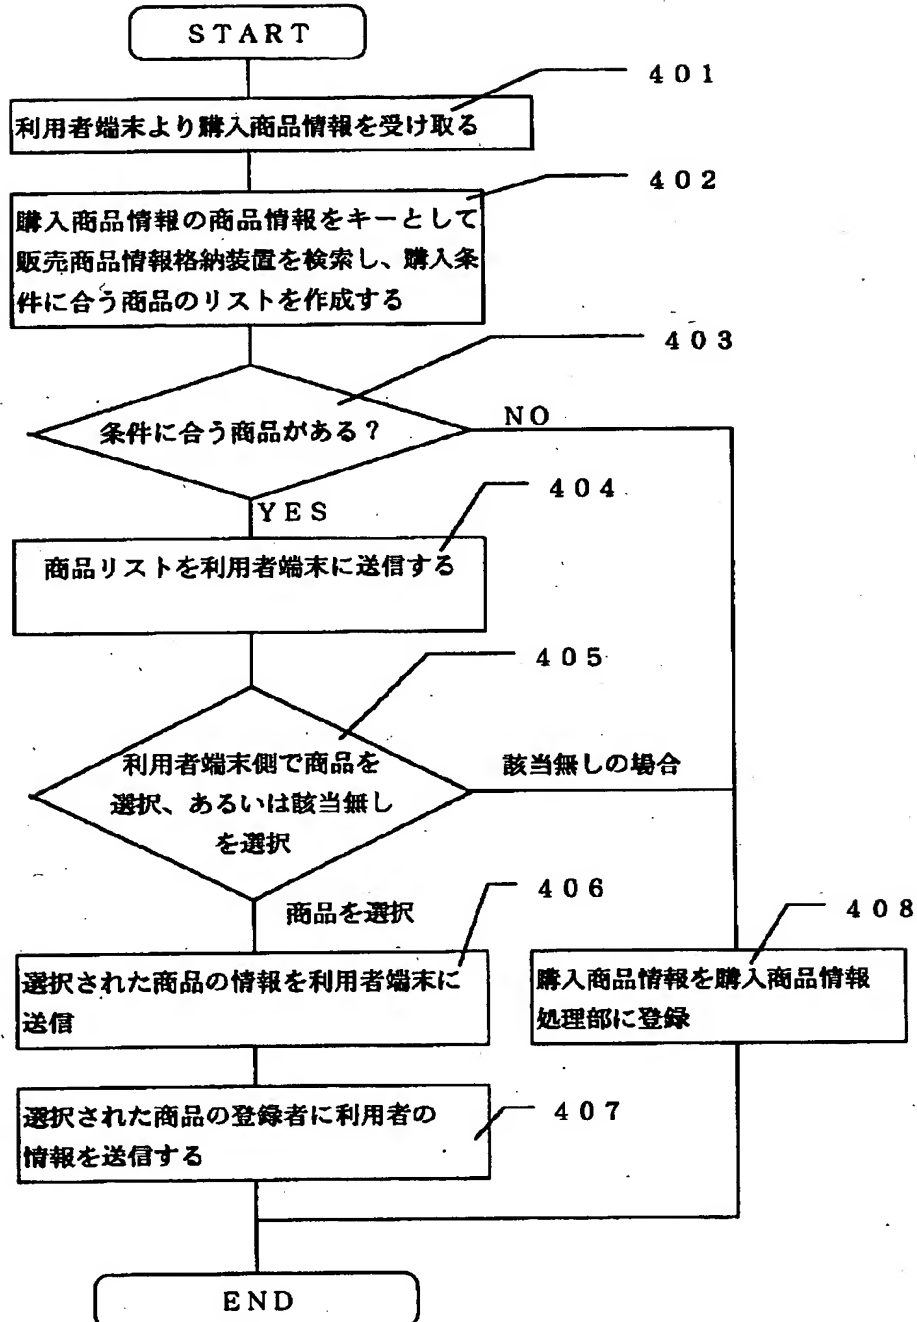 START
401
利用者端末より購入商品情報を受け取る
402
購入商品情報の商品情報をキーとして
販売商品情報格納装置を検索し、購入条
件に合う商品のリストを作成する
403
条件に合う商品がある？
NO
YES
404
商品リストを利用者端末に送信する
405
利用者端末側で商品を
選択、あるいは該当無し
を選択
該当無しの場合
商品を選択
406
選択された商品の情報を利用者端末に
送信
408
購入商品情報を購入商品情報
処理部に登録
407
選択された商品の登録者に利用者の
情報を送信する
END